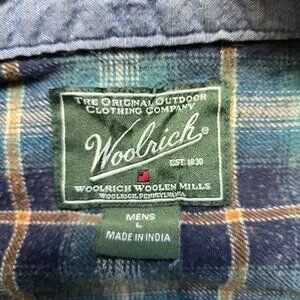 THE ORIGINAL OUTDOOR
CLOTHING COMPANY
Woolrich®
EST. 1830
WOOLRICH WOOLEN MILLS
WOOLRICH, PENNSYLVANIA
MENS
L
MADE IN INDIA